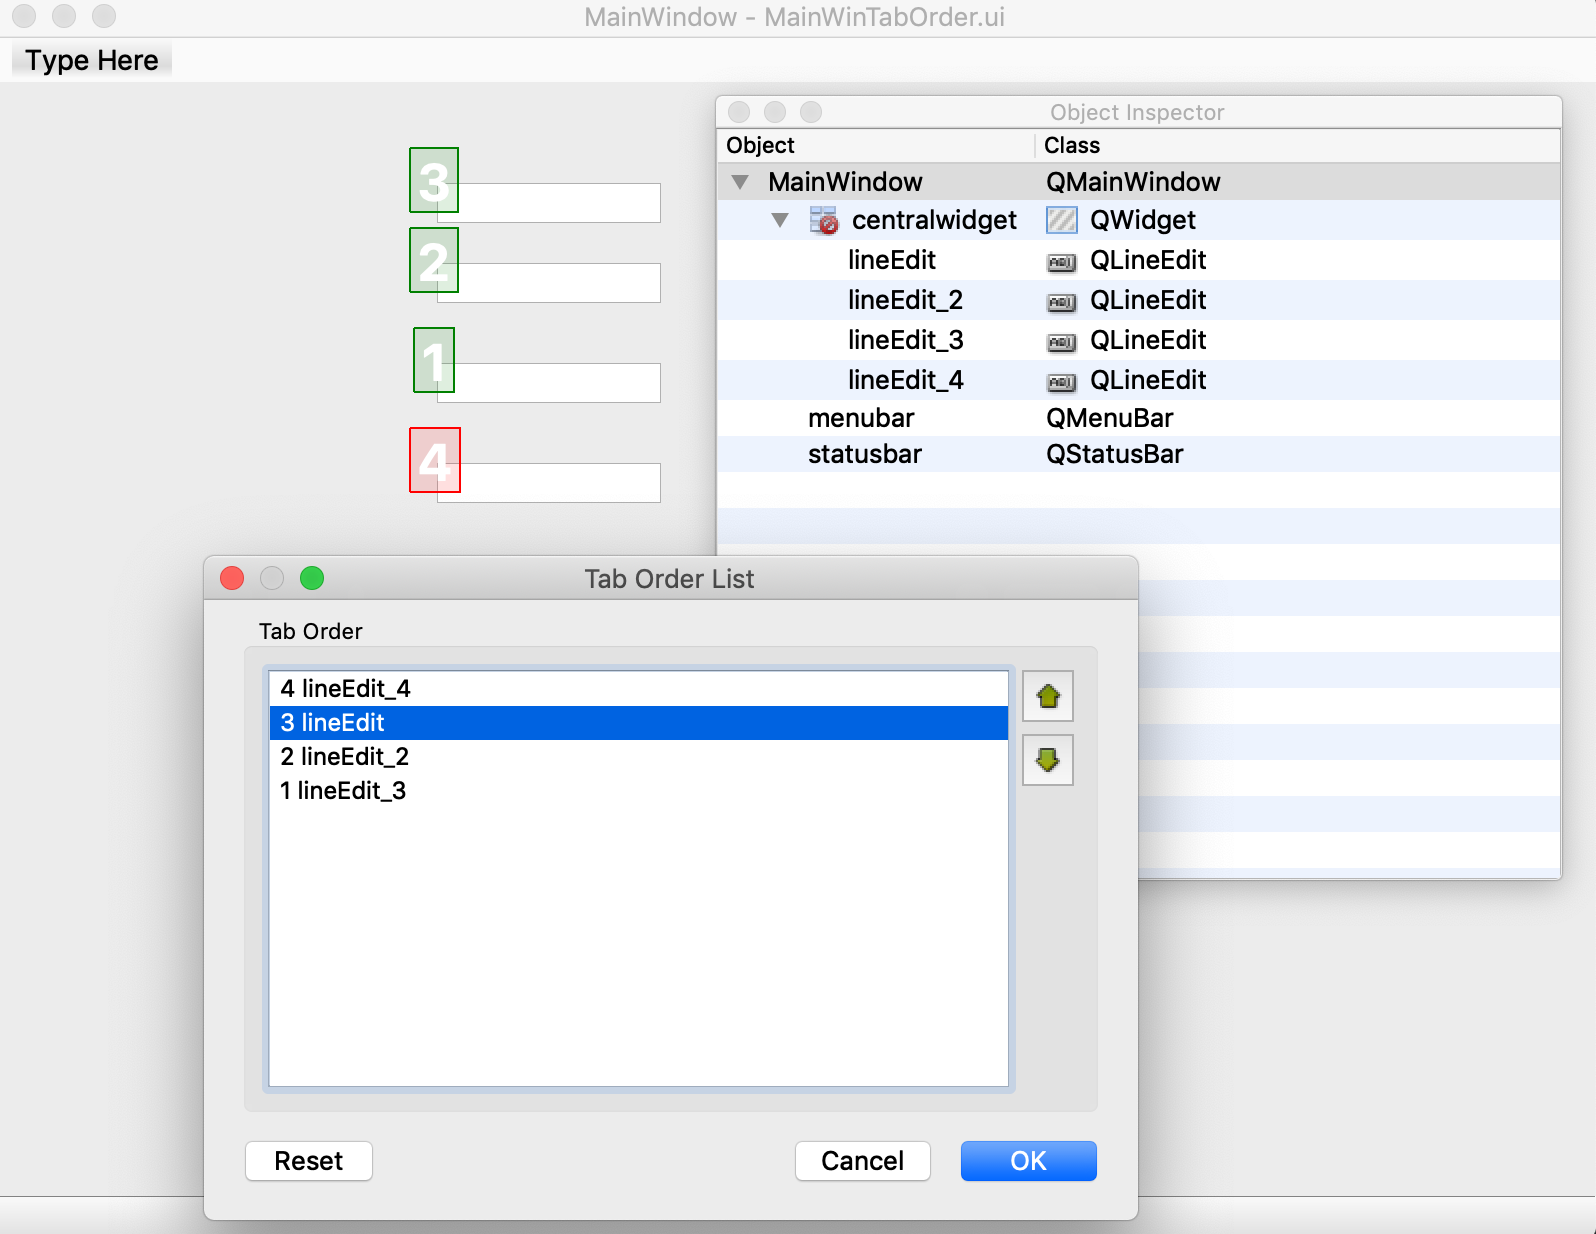 MainWindow - MainWinTabOrder.ui
Type Here
3
2
1
4
Object Inspector
Object Class
MainWindow QMainWindow
centralwidget QWidget
lineEdit QLineEdit
lineEdit_2 QLineEdit
lineEdit_3 QLineEdit
lineEdit_4 QLineEdit
menubar QMenuBar
statusbar QStatusBar
Tab Order List
Tab Order
4 lineEdit_4
3 lineEdit
2 lineEdit_2
1 lineEdit_3
Reset Cancel OK